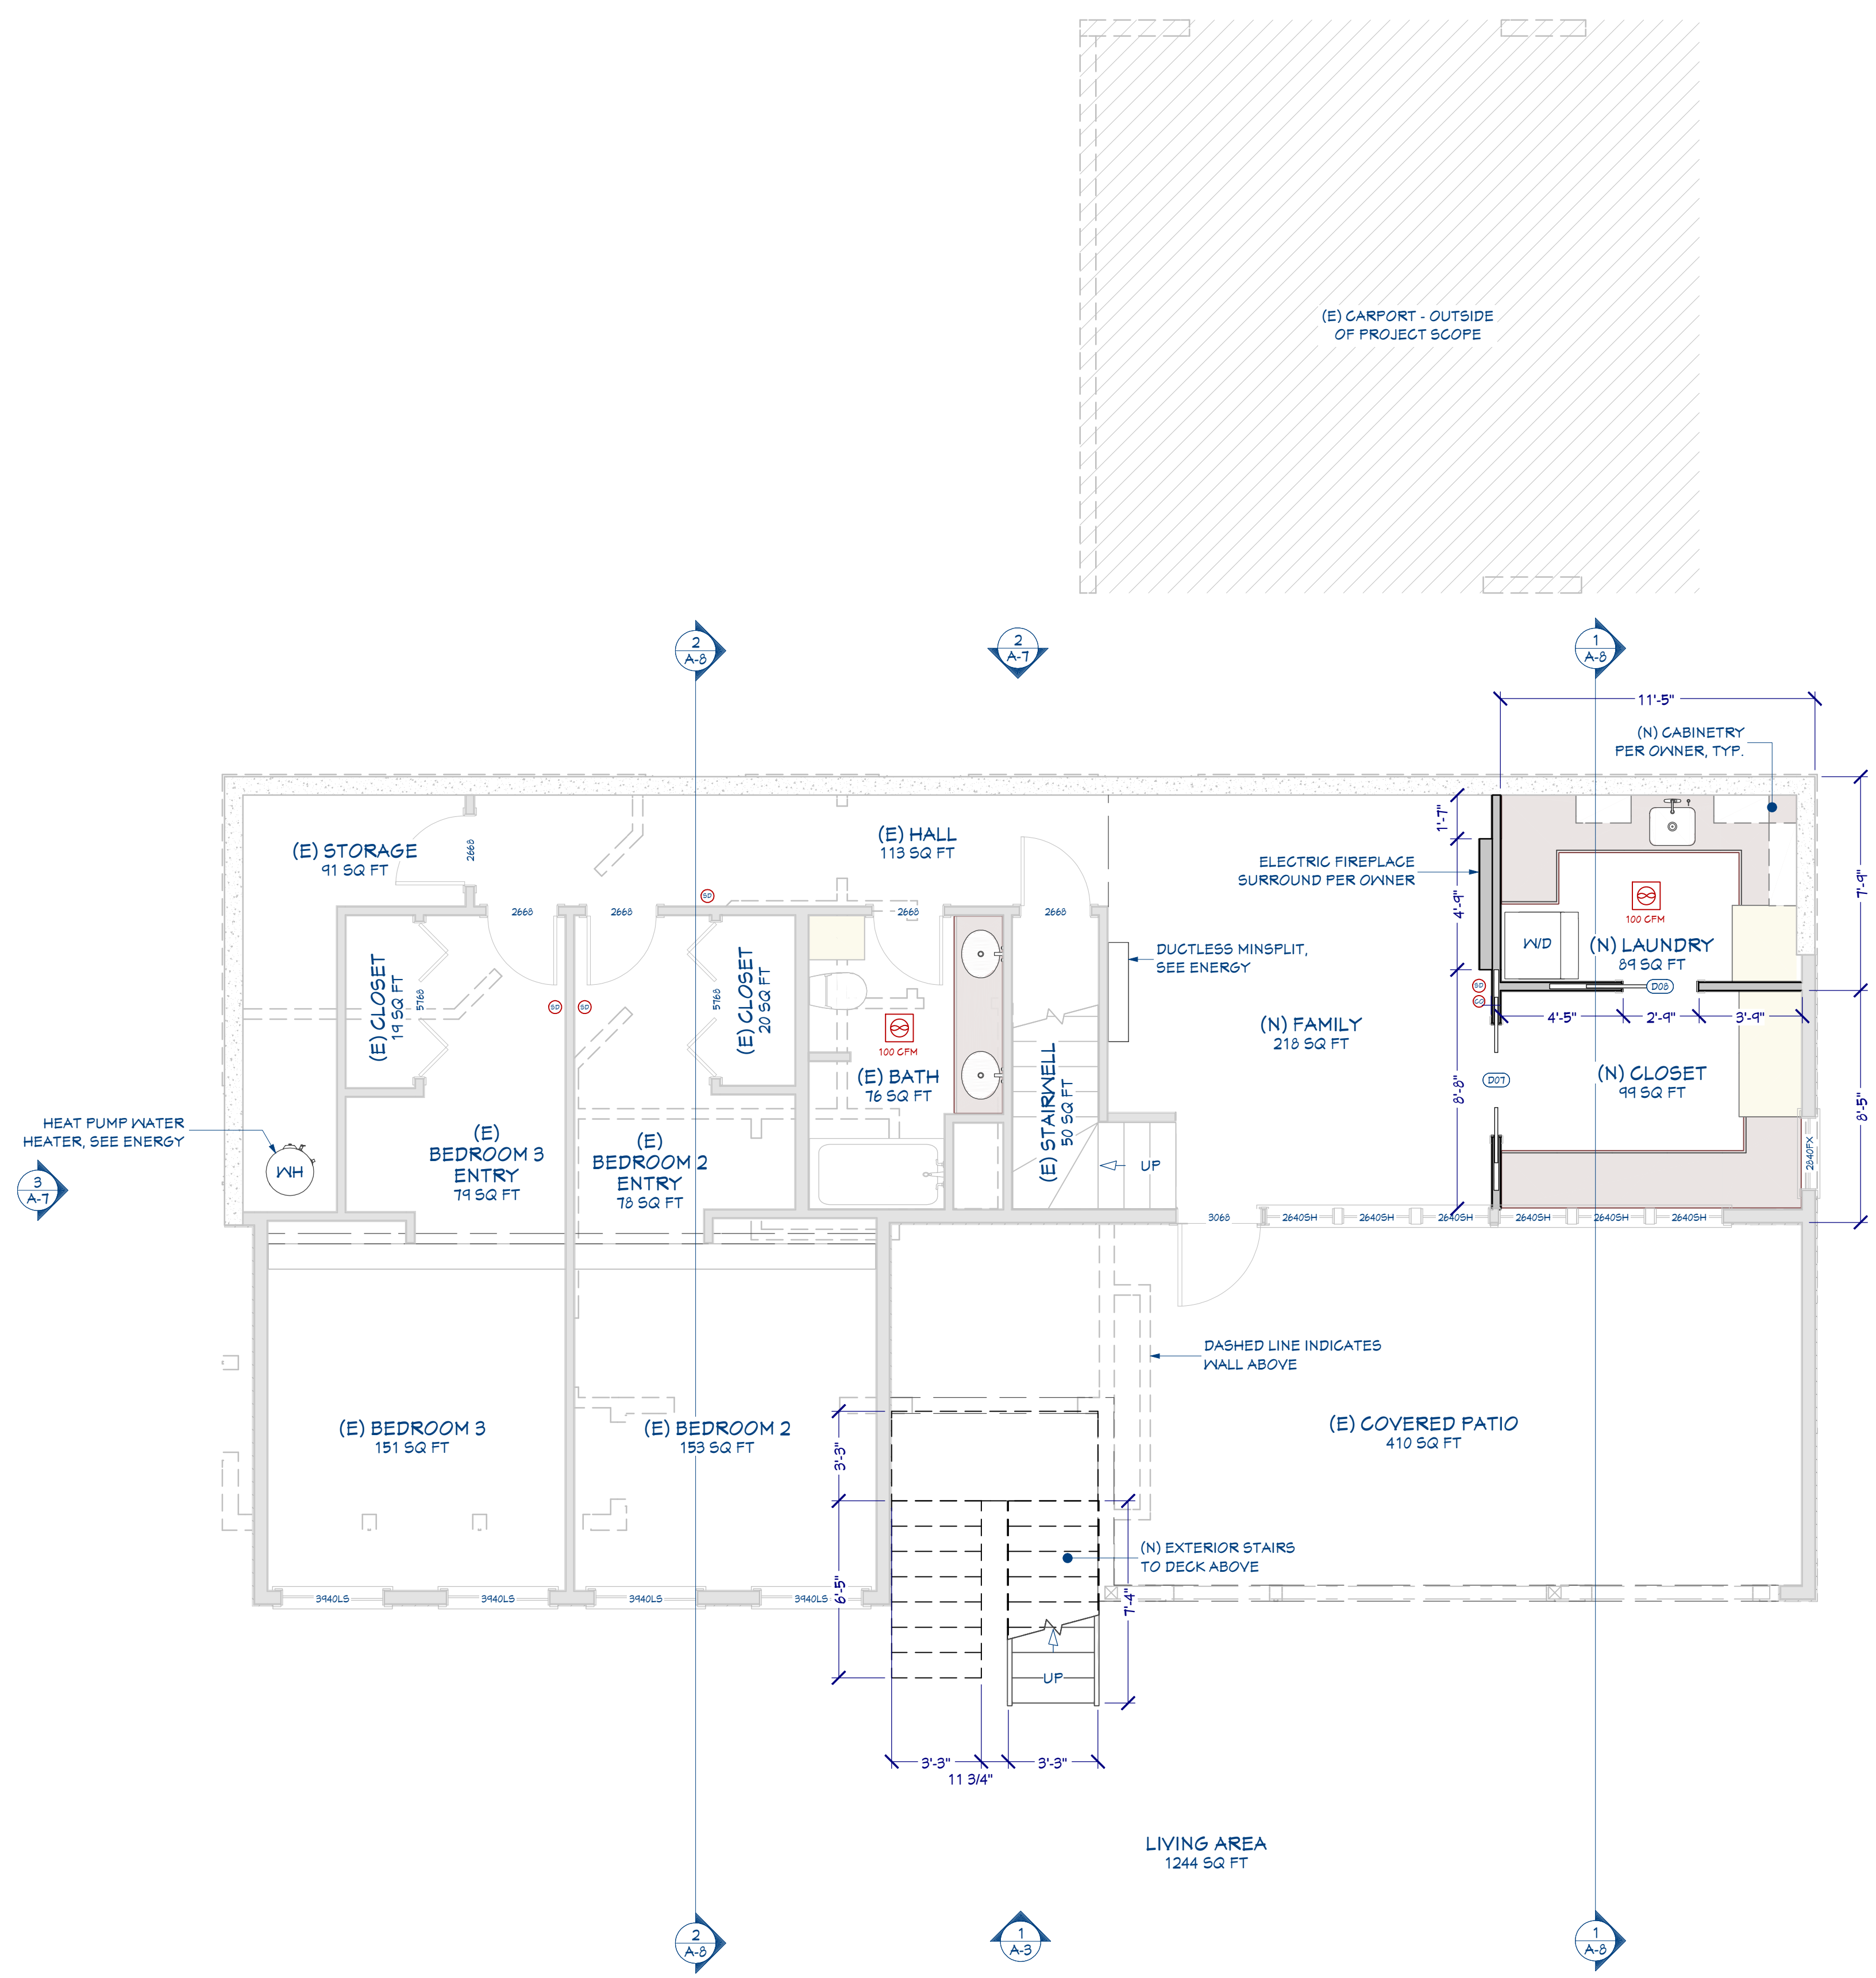 (E) CARPORT - OUTSIDE
OF PROJECT SCOPE
2
A-8
2
A-7
1
A-8
11'-5"
(N) CABINETRY
PER OWNER, TYP.
1'-7"
4'-9"
8'-8"
7'-9"
8'-5"
(E) STORAGE
91 SQ FT
2668
(E) HALL
113 SQ FT
ELECTRIC FIREPLACE
SURROUND PER OWNER
SD
2668
2668
2668
2668
100 CFM
W/D
(N) LAUNDRY
89 SQ FT
DUCTLESS MINSPLIT,
SEE ENERGY
(E) CLOSET
19 SQ FT
5768
SD
SD
5768
(E) CLOSET
20 SQ FT
100 CFM
(E) BATH
76 SQ FT
(E) STAIRWELL
50 SQ FT
(N) FAMILY
218 SQ FT
SD
CO
D08
4'-5"
2'-9"
3'-9"
D07
(N) CLOSET
99 SQ FT
HEAT PUMP WATER
HEATER, SEE ENERGY
WH
3
A-7
(E)
BEDROOM 3
ENTRY
79 SQ FT
(E)
BEDROOM 2
ENTRY
78 SQ FT
UP
2840FX
3068
2640SH
2640SH
2640SH
2640SH
2640SH
2640SH
DASHED LINE INDICATES
WALL ABOVE
(E) BEDROOM 3
151 SQ FT
(E) BEDROOM 2
153 SQ FT
(E) COVERED PATIO
410 SQ FT
3'-3"
6'-5"
7'-4"
(N) EXTERIOR STAIRS
TO DECK ABOVE
3940LS
3940LS
3940LS
3940LS
UP
3'-3"
11 3/4"
3'-3"
LIVING AREA
1244 SQ FT
2
A-8
1
A-3
1
A-8